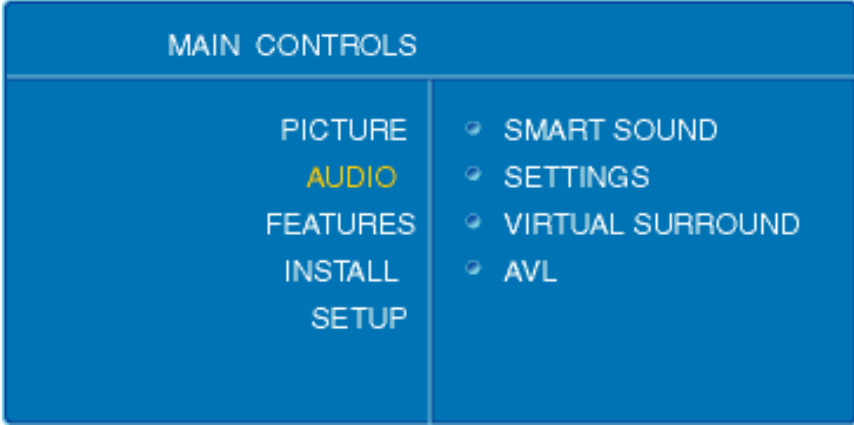 MAIN CONTROLS
PICTURE
AUDIO
FEATURES
INSTALL
SETUP
SMART SOUND
SETTINGS
VIRTUAL SURROUND
AVL